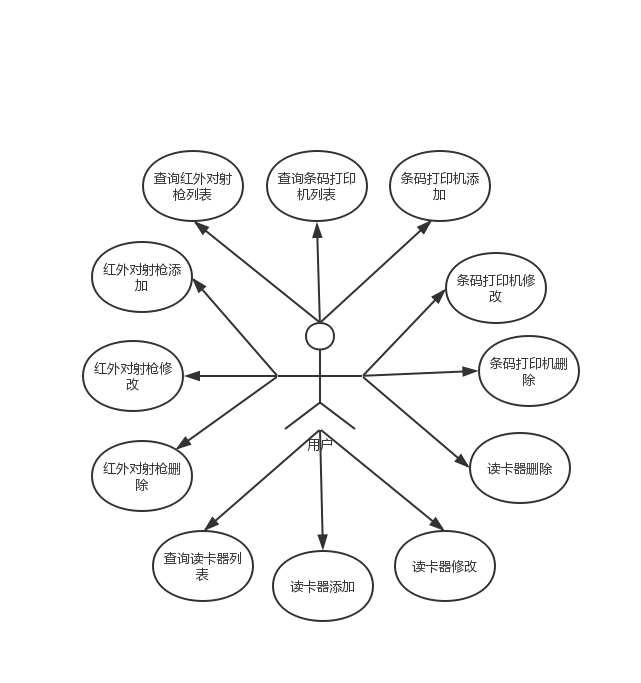 查询红外对射
枪列表
查询条码打印
机列表
条码打印机添
加
红外对射枪添
加
条码打印机修
改
红外对射枪修
改
条码打印机删
除
用户
红外对射枪删
除
读卡器删除
查询读卡器列
表
读卡器添加
读卡器修改